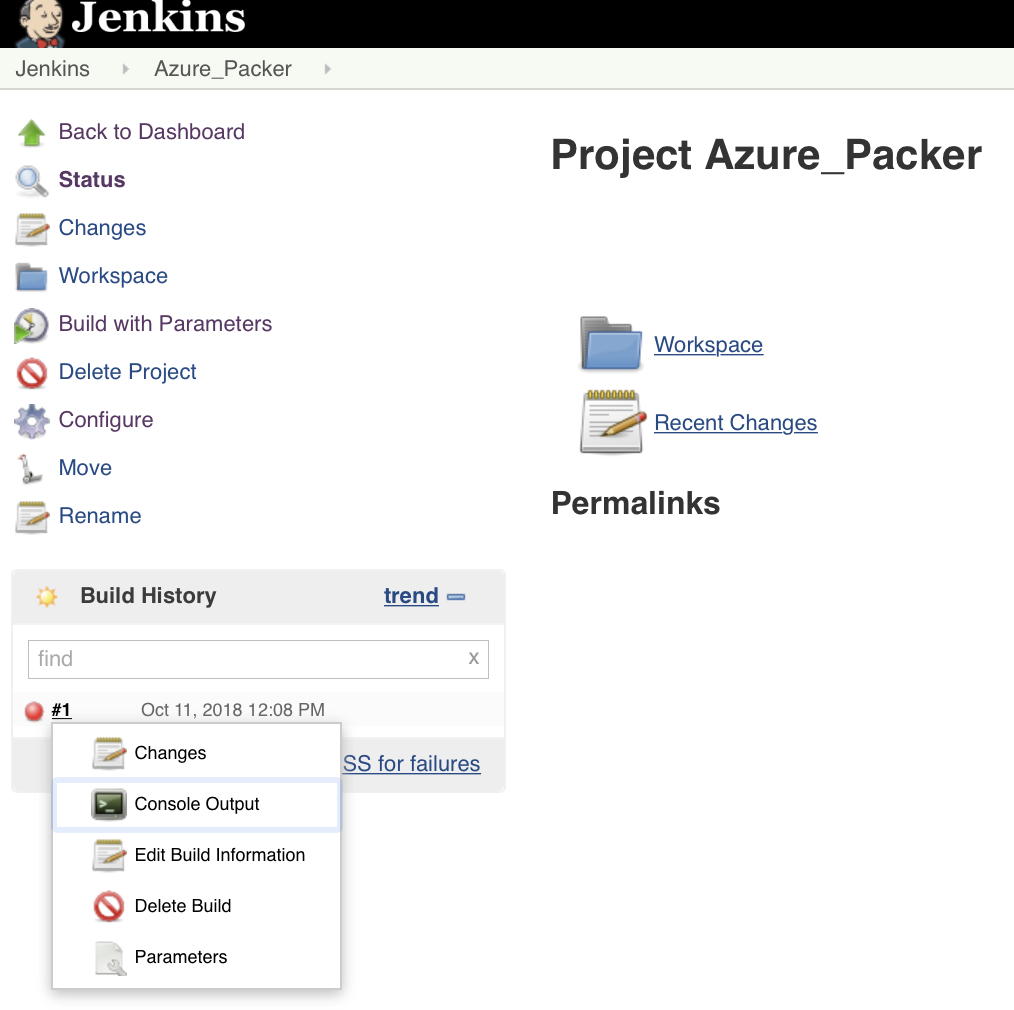 Jenkins
Jenkins
Azure_Packer
Back to Dashboard
Status
Changes
Workspace
Build with Parameters
Delete Project
Configure
Move
Rename
Build History
trend
find
x
#1
Oct 11, 2018 12:08 PM
SS for failures
Changes
Console Output
Edit Build Information
Delete Build
Parameters
Project Azure_Packer
Workspace
Recent Changes
Permalinks